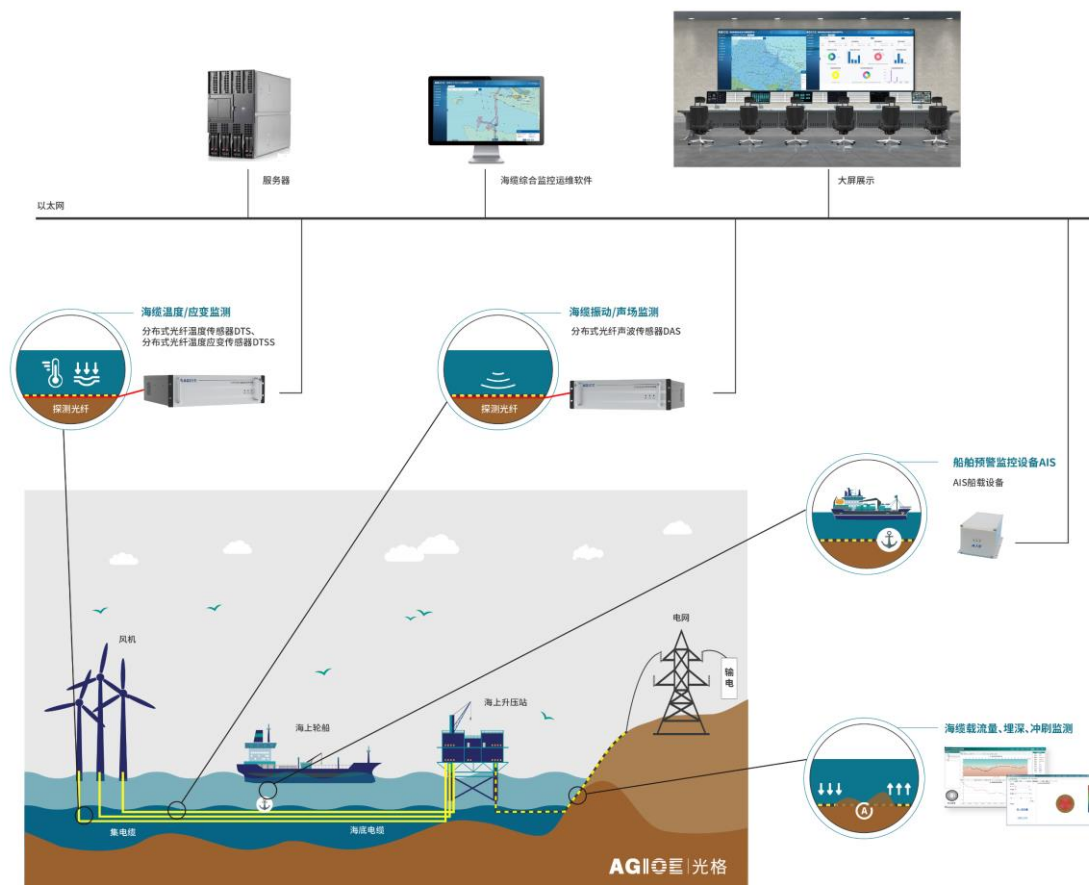 服务器
海缆综合监控运维软件
大屏展示
以太网
海缆温度/应变监测
分布式光纤温度传感器DTS、
分布式光纤温度应变传感器DTSS
探测光纤
海缆振动/声场监测
分布式光纤声波传感器DAS
探测光纤
船舶预警监控设备AIS
AIS船载设备
风机
海上轮船
海上升压站
电网
输电
集电缆
海底电缆
海缆载流量、埋深、冲刷监测
A
AGIOE 光格